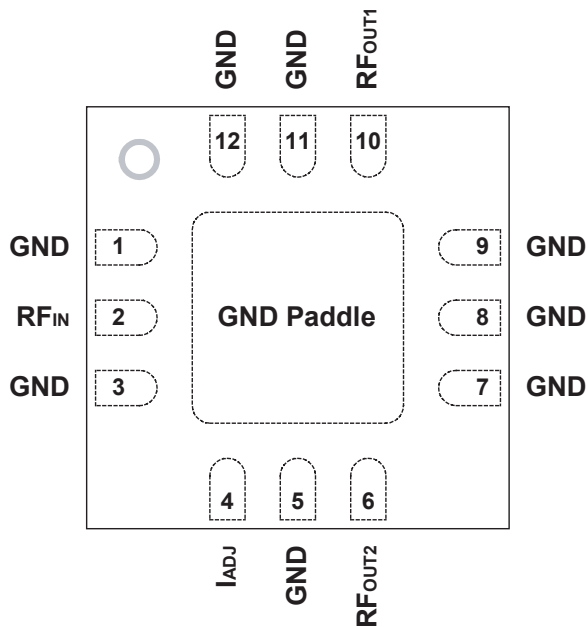 GND
GND
RFOUT1
12
11
10
GND
1
9
GND
RFIN
2
GND Paddle
8
GND
GND
3
7
GND
4
5
6
IADJ
GND
RFOUT2